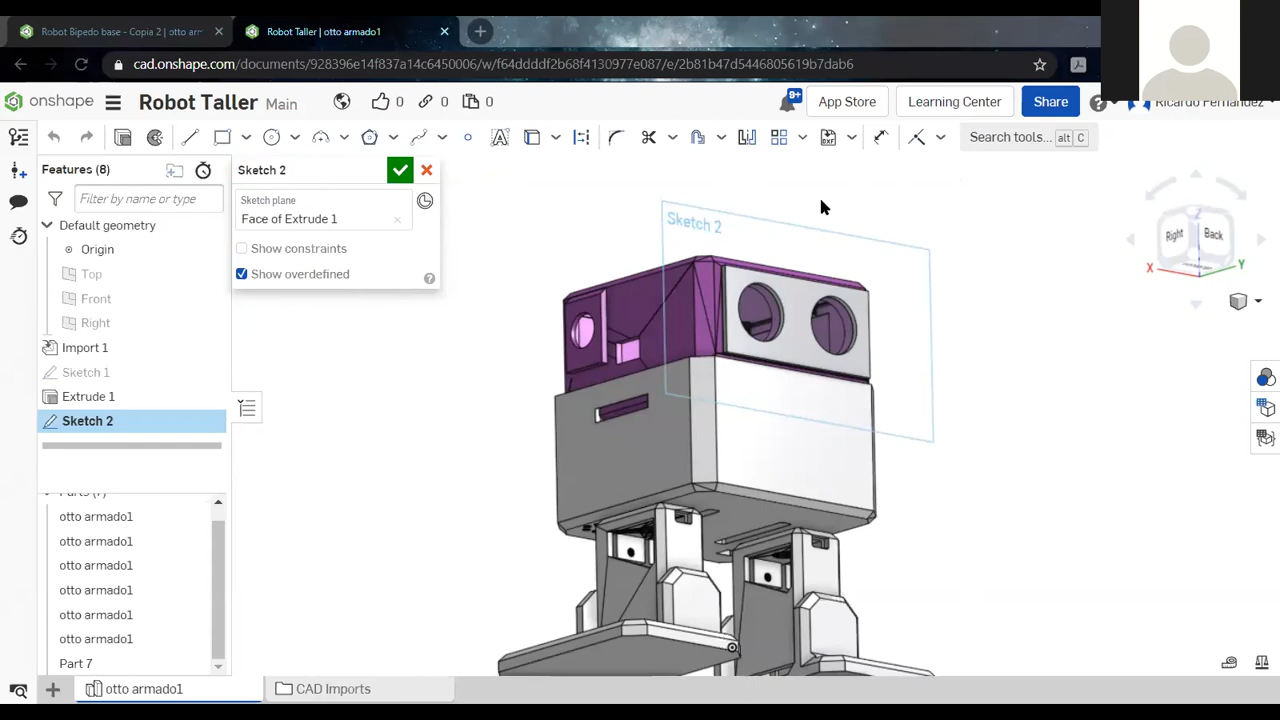 Robot Bipedo base - Copia 2 | otto arm
Robot Taller | otto armado1
cad.onshape.com/documents/928396e14f837a14c6450006/w/f64ddddf2b68f4130977e087/e/2b81b47d5446805619b7dab6
onshape
Robot Taller Main
0
0
0
9+
App Store
Learning Center
Share
Ricardo Fernández
Search tools... alt C
Features (8)
Filter by name or type
Default geometry
Origin
Top
Front
Right
Import 1
Sketch 1
Extrude 1
Sketch 2
Sketch 2
Sketch plane
Face of Extrude 1
Show constraints
Show overdefined
Sketch 2
Z
Right
Back
X
Y
otto armado1
otto armado1
otto armado1
otto armado1
otto armado1
otto armado1
Part 7
otto armado1
CAD Imports